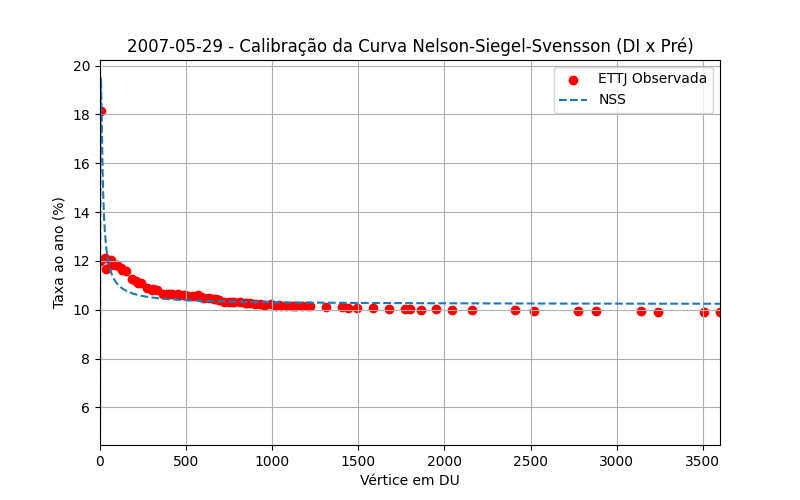 2007-05-29 - Calibração da Curva Nelson-Siegel-Svensson (DI x Pré)
ETTJ Observada
NSS
Taxa ao ano (%)
20
18
16
14
12
10
8
6
0 500 1000 1500 2000 2500 3000 3500
Vértice em DU